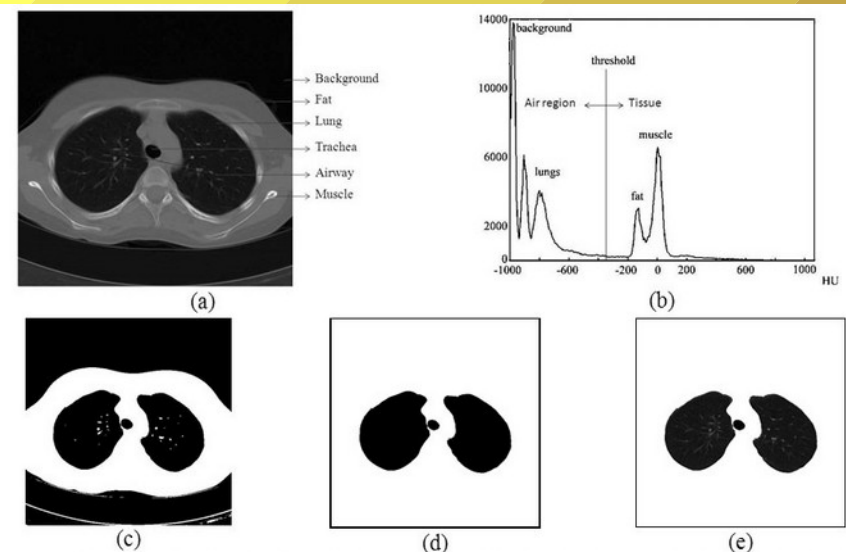 Background
Fat
Lung
Trachea
Airway
Muscle
(a)
14000
background
threshold
10000
Air region
Tissue
muscle
6000
lungs
fat
2000
0
-1000 -600 -200 0 200 600 1000
HU
(b)
(c)
(d)
(e)